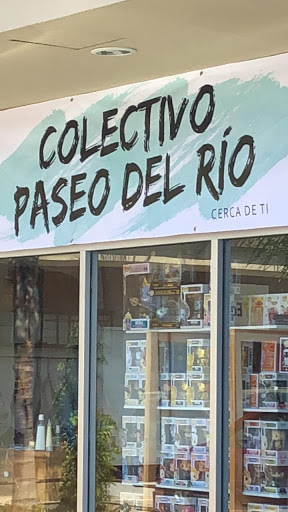 COLECTIVO
PASEO DEL RÍO
CERCA DE TI